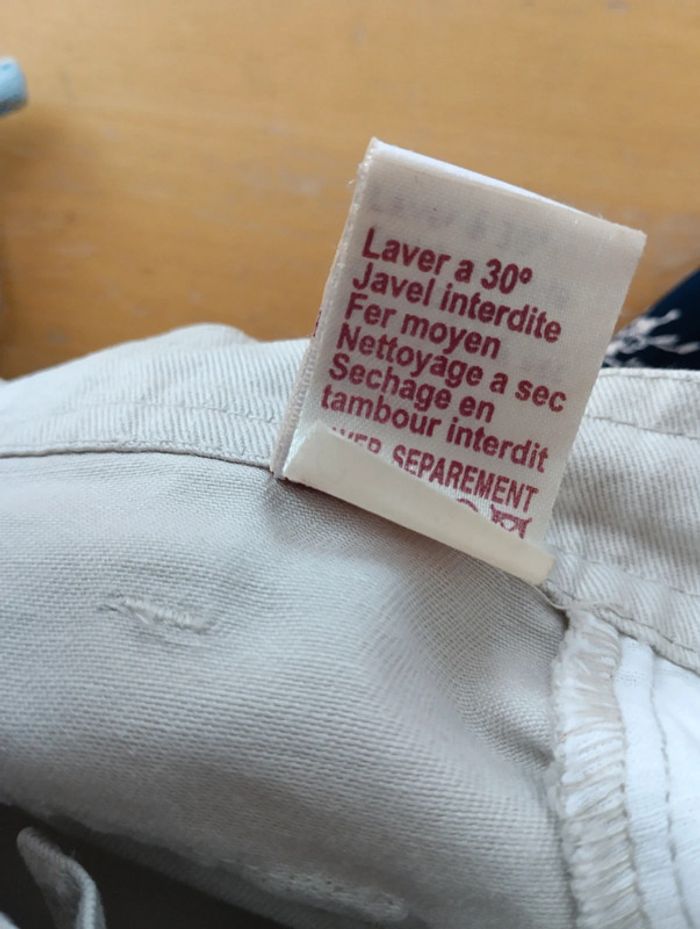 Laver a 30°
Javel interdite
Fer moyen
Nettoyage a sec
Sechage en
tambour interdit
SEPAREMENT